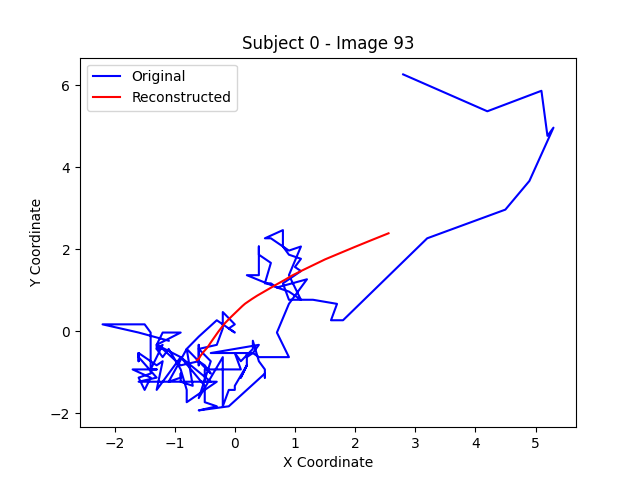 Subject 0 - Image 93
Original
Reconstructed
Y Coordinate
6
4
2
0
−2
−2
−1
0
1
2
3
4
5
X Coordinate